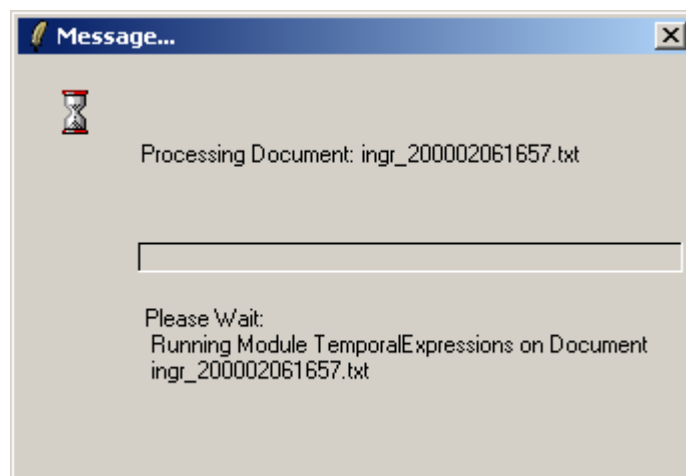 Message...
Processing Document: ingr_200002061657.txt
Please Wait:
Running Module TemporalExpressions on Document
ingr_200002061657.txt